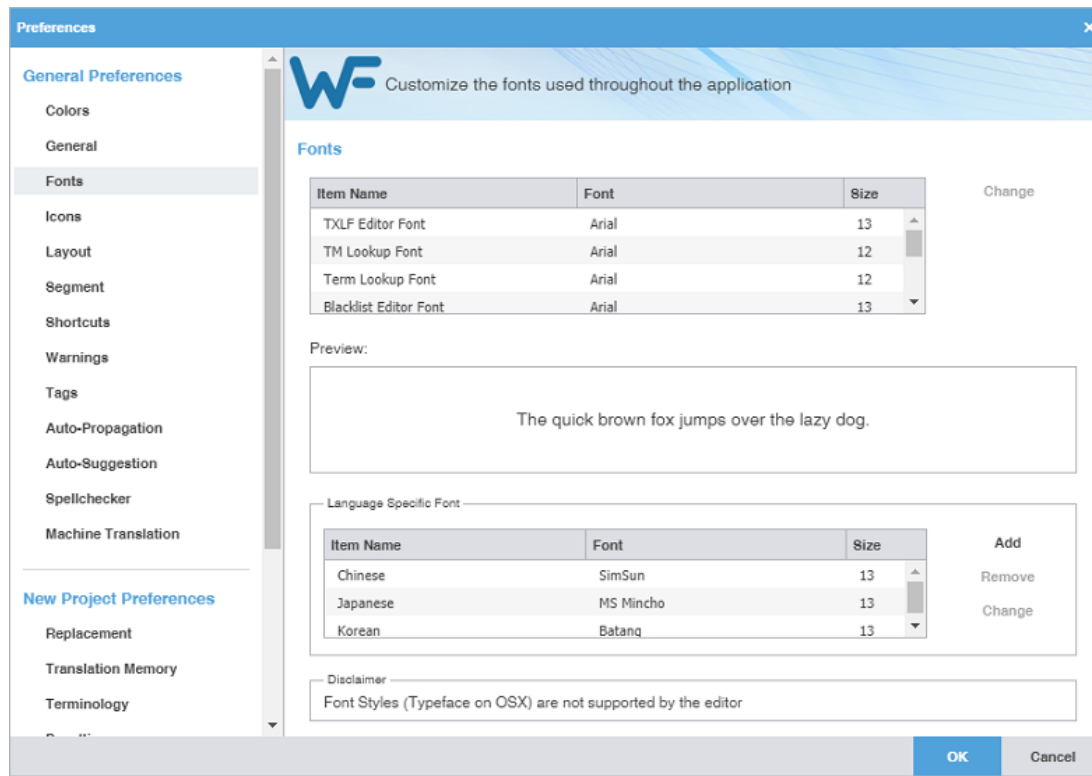 Preferences
General Preferences
Colors
General
Fonts
Icons
Layout
Segment
Shortcuts
Warnings
Tags
Auto-Propagation
Auto-Suggestion
Spellchecker
Machine Translation
New Project Preferences
Replacement
Translation Memory
Terminology
WF Customize the fonts used throughout the application
Fonts
Item Name Font Size
TXLF Editor Font Arial 13
TM Lookup Font Arial 12
Term Lookup Font Arial 12
Blacklist Editor Font Arial 13
Change
Preview:
The quick brown fox jumps over the lazy dog.
Language Specific Font
Item Name Font Size
Chinese SimSun 13
Japanese MS Mincho 13
Korean Batang 13
Add
Remove
Change
Disclaimer
Font Styles (Typeface on OSX) are not supported by the editor
OK Cancel